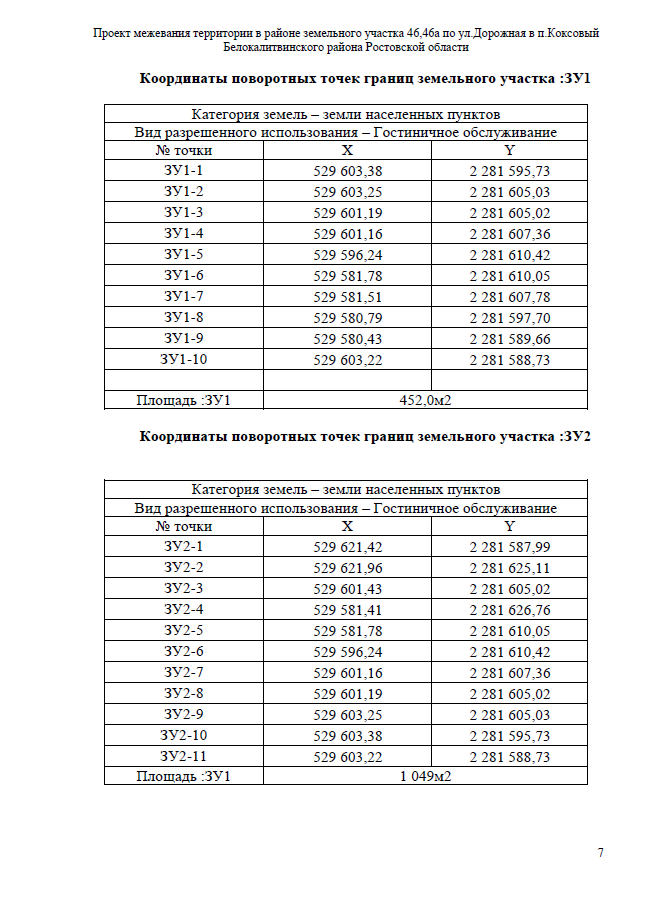 Проект межевания территории в районе земельного участка 46,46а по ул.Дорожная в п.Коксовый
Белокалитвинского района Ростовской области
Координаты поворотных точек границ земельного участка :ЗУ1
Категория земель – земли населенных пунктов
Вид разрешенного использования – Гостиничное обслуживание
№ точки X Y
ЗУ1-1 529 603,38 2 281 595,73
ЗУ1-2 529 603,25 2 281 605,03
ЗУ1-3 529 601,19 2 281 605,02
ЗУ1-4 529 601,16 2 281 607,36
ЗУ1-5 529 596,24 2 281 610,42
ЗУ1-6 529 581,78 2 281 610,05
ЗУ1-7 529 581,51 2 281 607,78
ЗУ1-8 529 580,79 2 281 597,70
ЗУ1-9 529 580,43 2 281 589,66
ЗУ1-10 529 603,22 2 281 588,73
Площадь :ЗУ1 452,0м2
Координаты поворотных точек границ земельного участка :ЗУ2
Категория земель – земли населенных пунктов
Вид разрешенного использования – Гостиничное обслуживание
№ точки X Y
ЗУ2-1 529 621,42 2 281 587,99
ЗУ2-2 529 621,96 2 281 625,11
ЗУ2-3 529 601,43 2 281 605,02
ЗУ2-4 529 581,41 2 281 626,76
ЗУ2-5 529 581,78 2 281 610,05
ЗУ2-6 529 596,24 2 281 610,42
ЗУ2-7 529 601,16 2 281 607,36
ЗУ2-8 529 601,19 2 281 605,02
ЗУ2-9 529 603,25 2 281 605,03
ЗУ2-10 529 603,38 2 281 595,73
ЗУ2-11 529 603,22 2 281 588,73
Площадь :ЗУ1 1 049м2
7